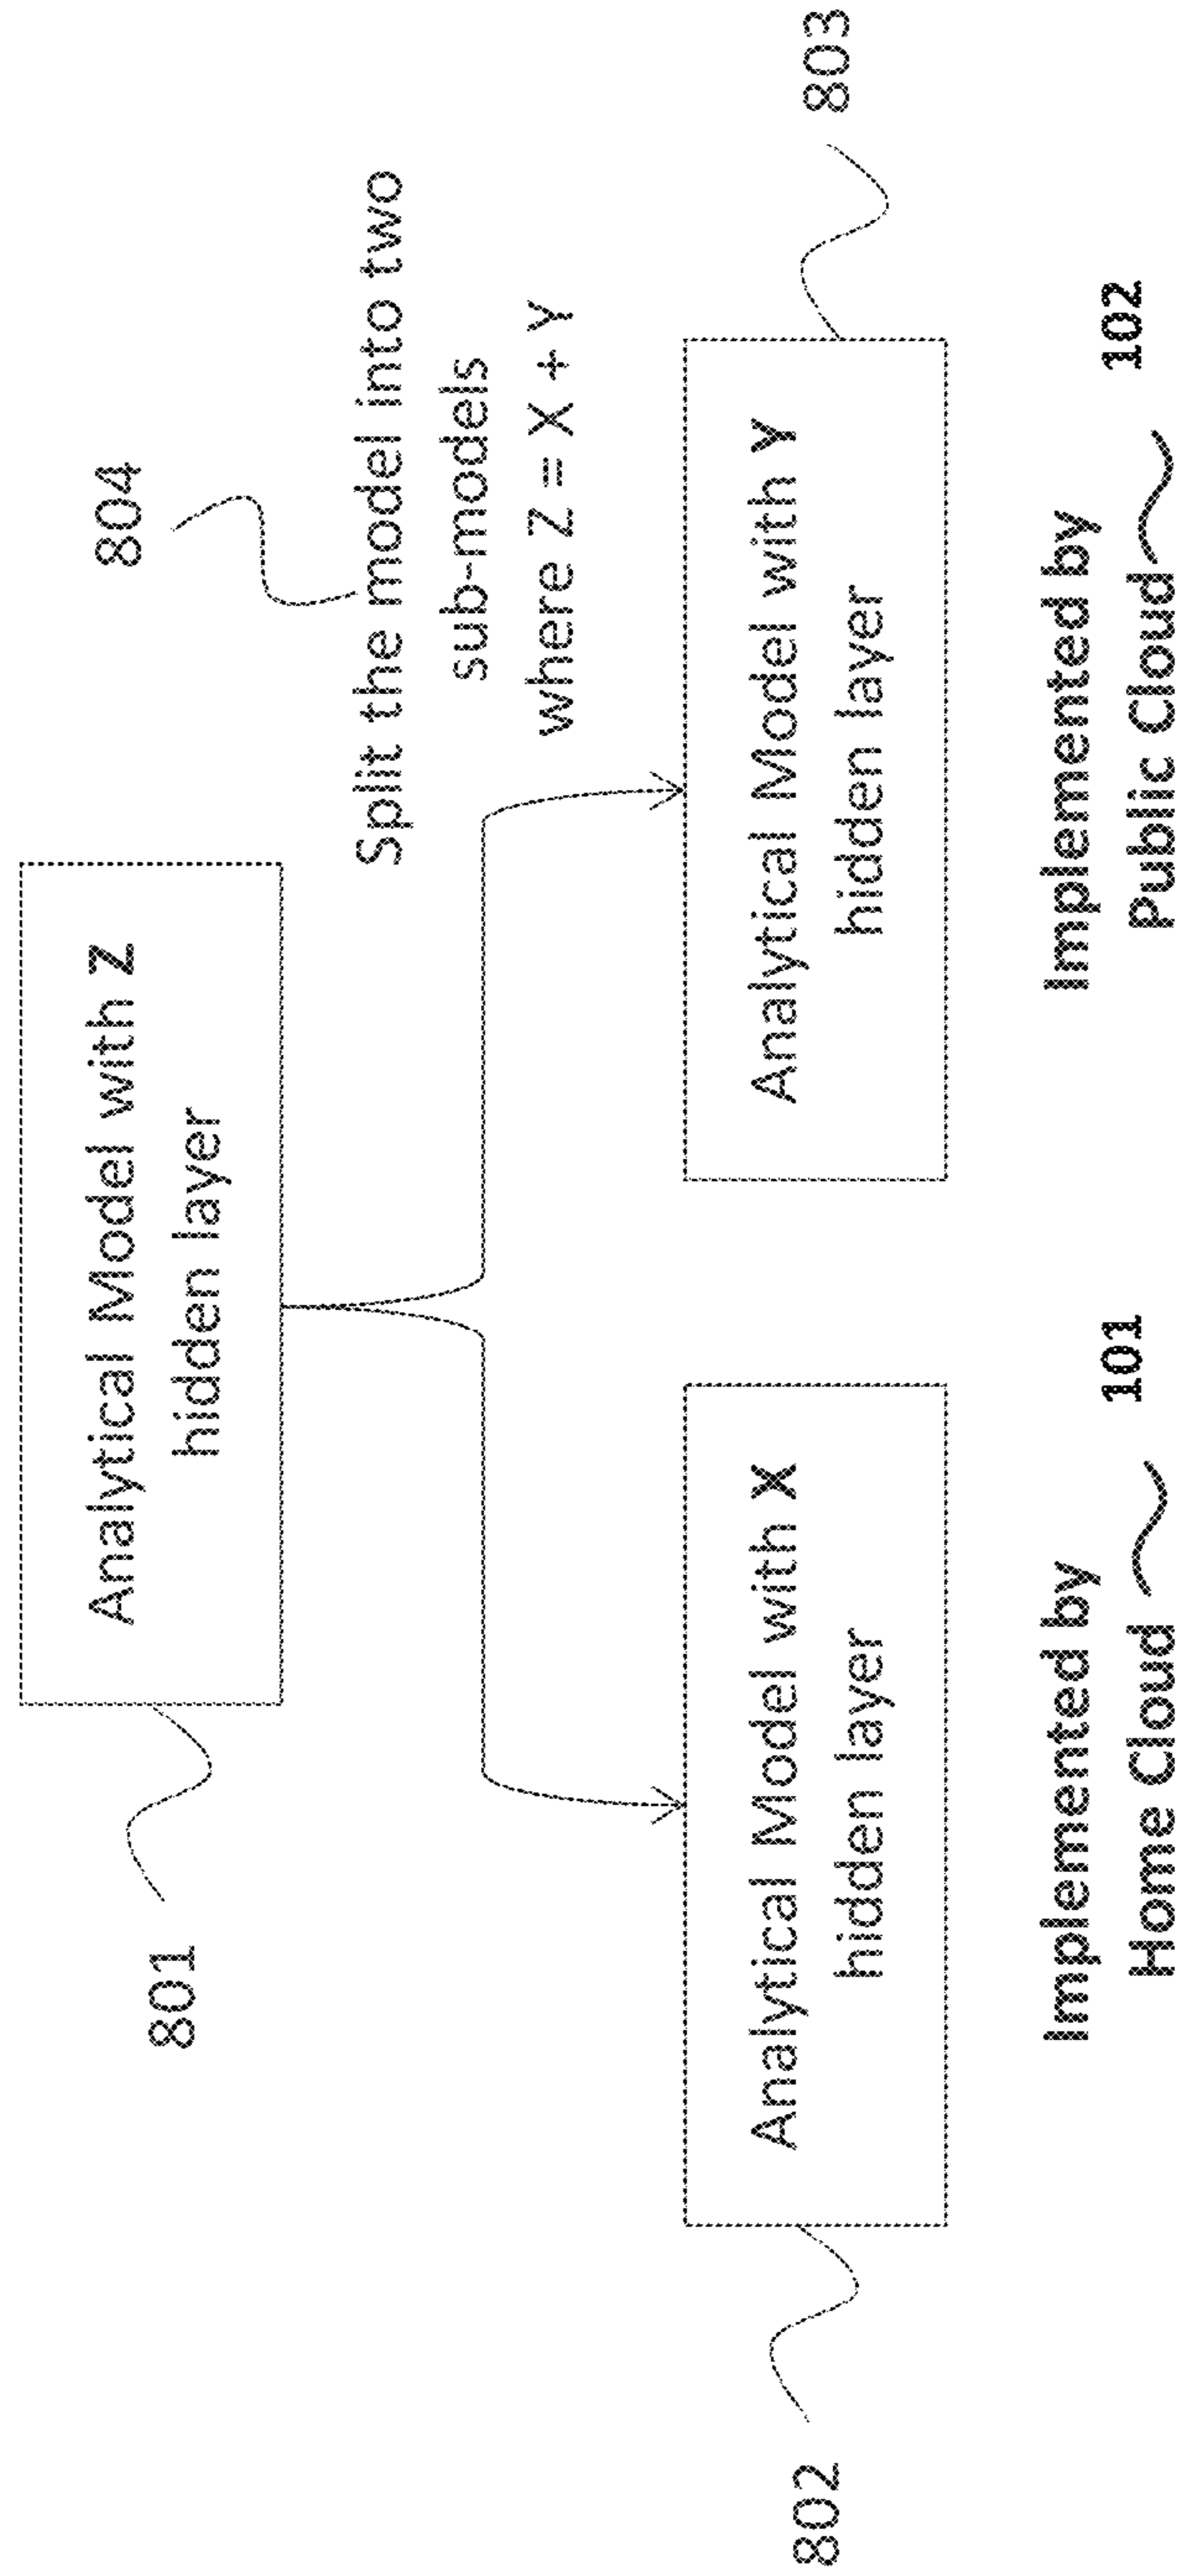 801
Analytical Model with Z
hidden layer
804
Split the model into two
sub-models
where Z = X + Y
802
Analytical Model with X
hidden layer
Analytical Model with Y
hidden layer
803
Implemented by
Home Cloud 101
Implemented by
Public Cloud 102